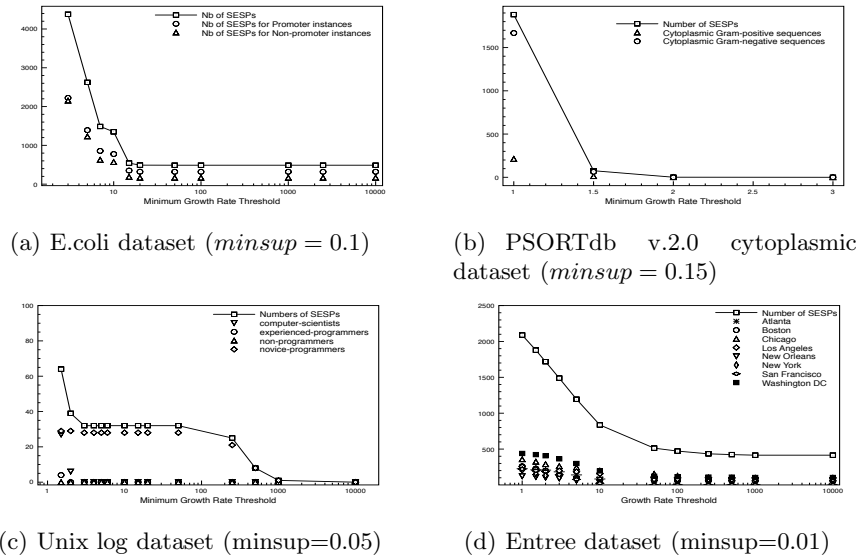 Nb of SESPs
Nb of SESPs for Promoter instances
Nb of SESPs for Non-promoter instances
4000
3000
2000
1000
0
10
100
1000
10000
Minimum Growth Rate Threshold
(a) E.coli dataset (minsup = 0.1)
Number of SESPs
Cytoplasmic Gram-positive sequences
Cytoplasmic Gram-negative sequences
1500
1000
500
0
1
1.5
2
2.5
3
Minimum Growth Rate Threshold
(b) PSORTdb v.2.0 cytoplasmic
dataset (minsup = 0.15)
Numbers of SESPs
computer-scientists
experienced-programmers
non-programmers
novice-programmers
100
80
60
40
20
0
1
10
100
1000
10000
Minimum Growth Rate Threshold
(c) Unix log dataset (minsup=0.05)
Number of SESPs
Atlanta
Boston
Chicago
Los Angeles
New Orleans
New York
San Francisco
Washington DC
2500
2000
1500
1000
500
1
10
100
1000
10000
Growth Rate Threshold
(d) Entree dataset (minsup=0.01)